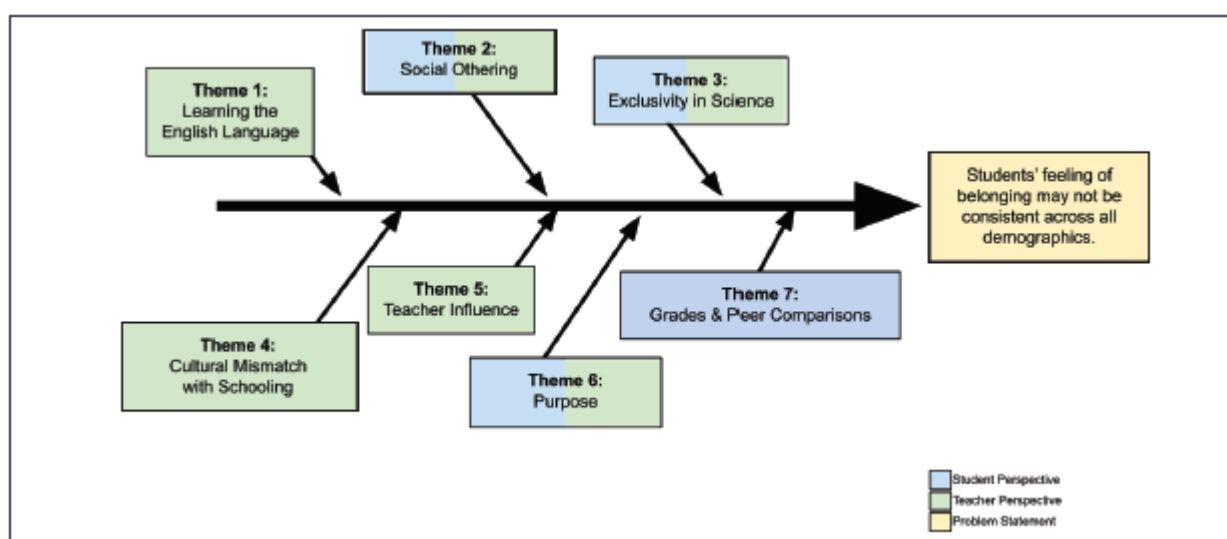 Theme 1:
Learning the
English Language
Theme 2:
Social Othering
Theme 3:
Exclusivity in Science
Students' feeling of
belonging may not be
consistent across all
demographics.
Theme 4:
Cultural Mismatch
with Schooling
Theme 5:
Teacher Influence
Theme 6:
Purpose
Theme 7:
Grades & Peer Comparisons
Student Perspective
Teacher Perspective
Problem Statement